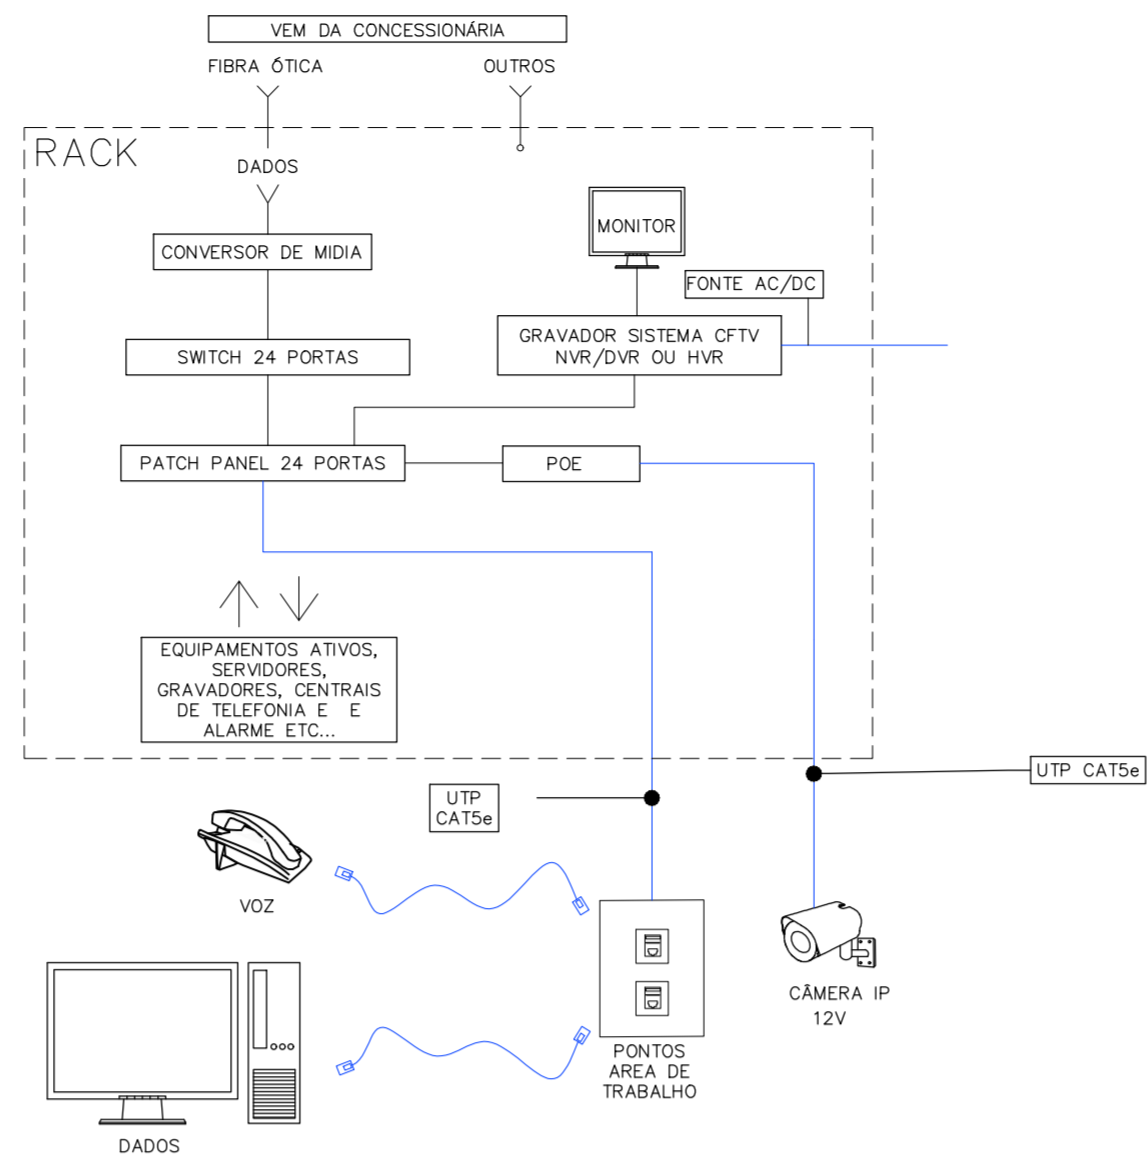 VEM DA CONCESSIONÁRIA
FIBRA ÓTICA
OUTROS
RACK
DADOS
MONITOR
CONVERSOR DE MIDIA
FONTE AC/DC
GRAVADOR SISTEMA CFTV
NVR/DVR OU HVR
SWITCH 24 PORTAS
PATCH PANEL 24 PORTAS
POE
EQUIPAMENTOS ATIVOS,
SERVIDORES,
GRAVADORES, CENTRAIS
DE TELEFONIA E E
ALARME ETC...
UTP CAT5e
UTP
CAT5e
VOZ
CÂMERA IP
12V
PONTOS
AREA DE
TRABALHO
DADOS